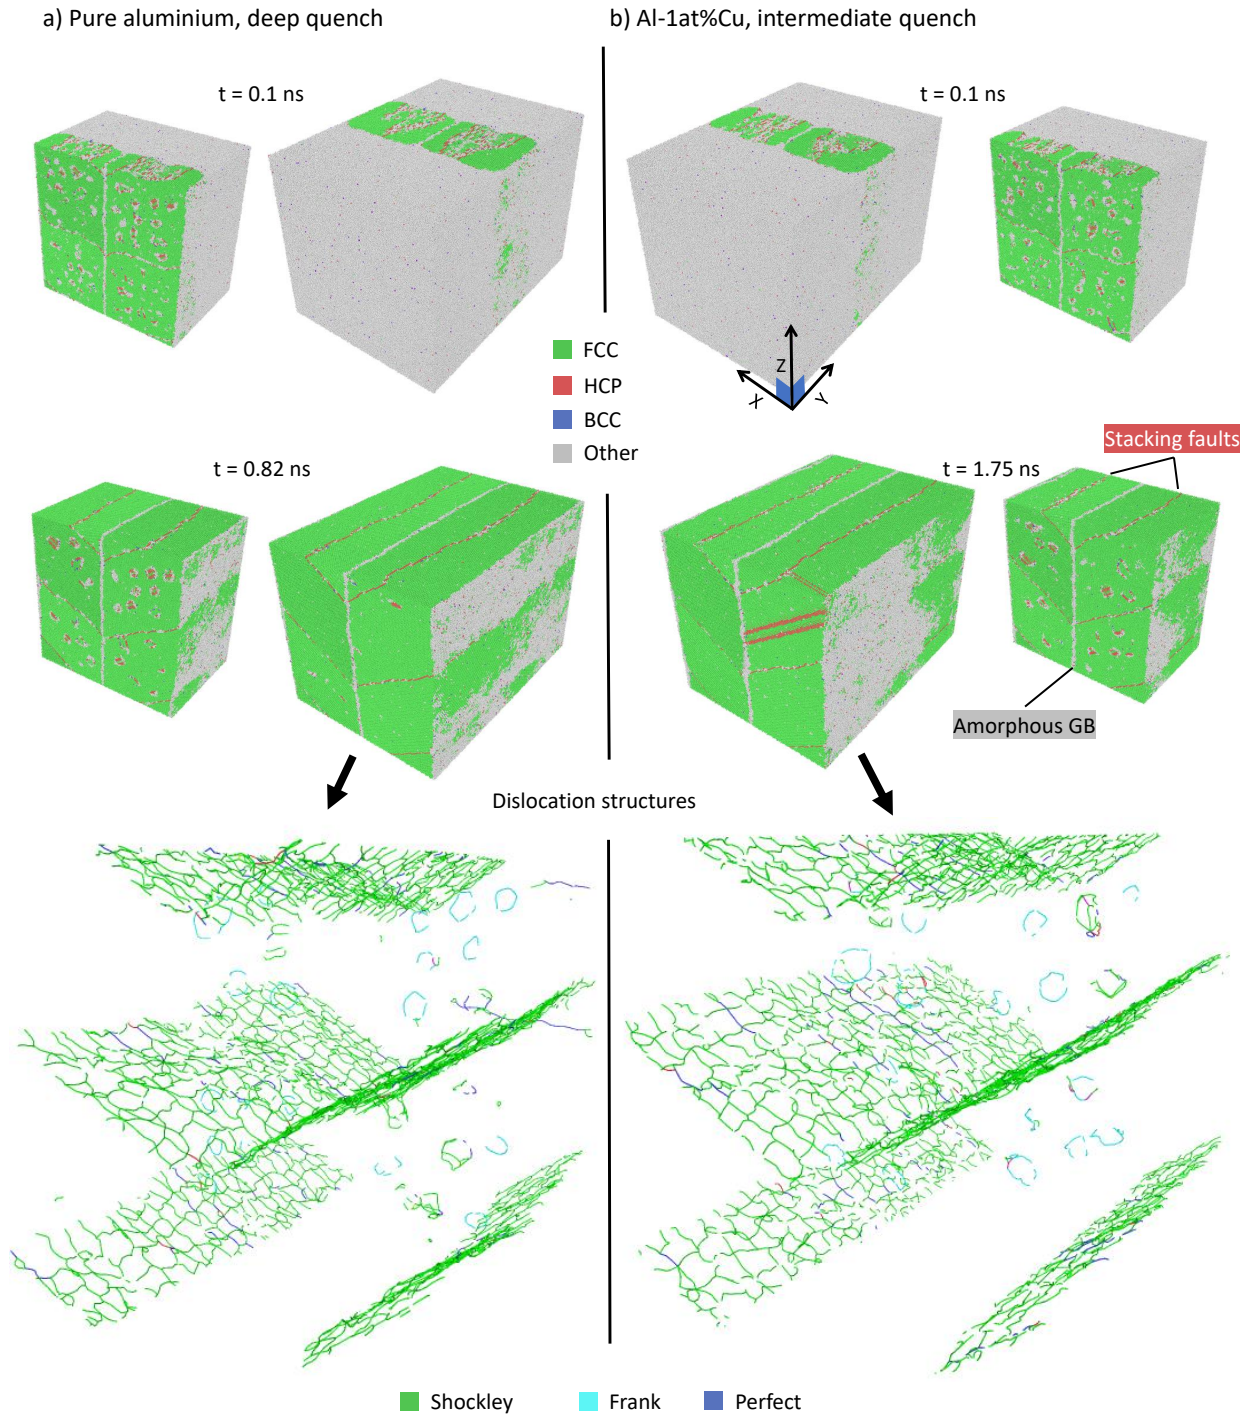 a) Pure aluminium, deep quench
b) Al-1at%Cu, intermediate quench
t = 0.1 ns
t = 0.1 ns
FCC
HCP
BCC
Other
Z
X
Y
t = 0.82 ns
t = 1.75 ns
Stacking faults
Amorphous GB
Dislocation structures
Shockley
Frank
Perfect